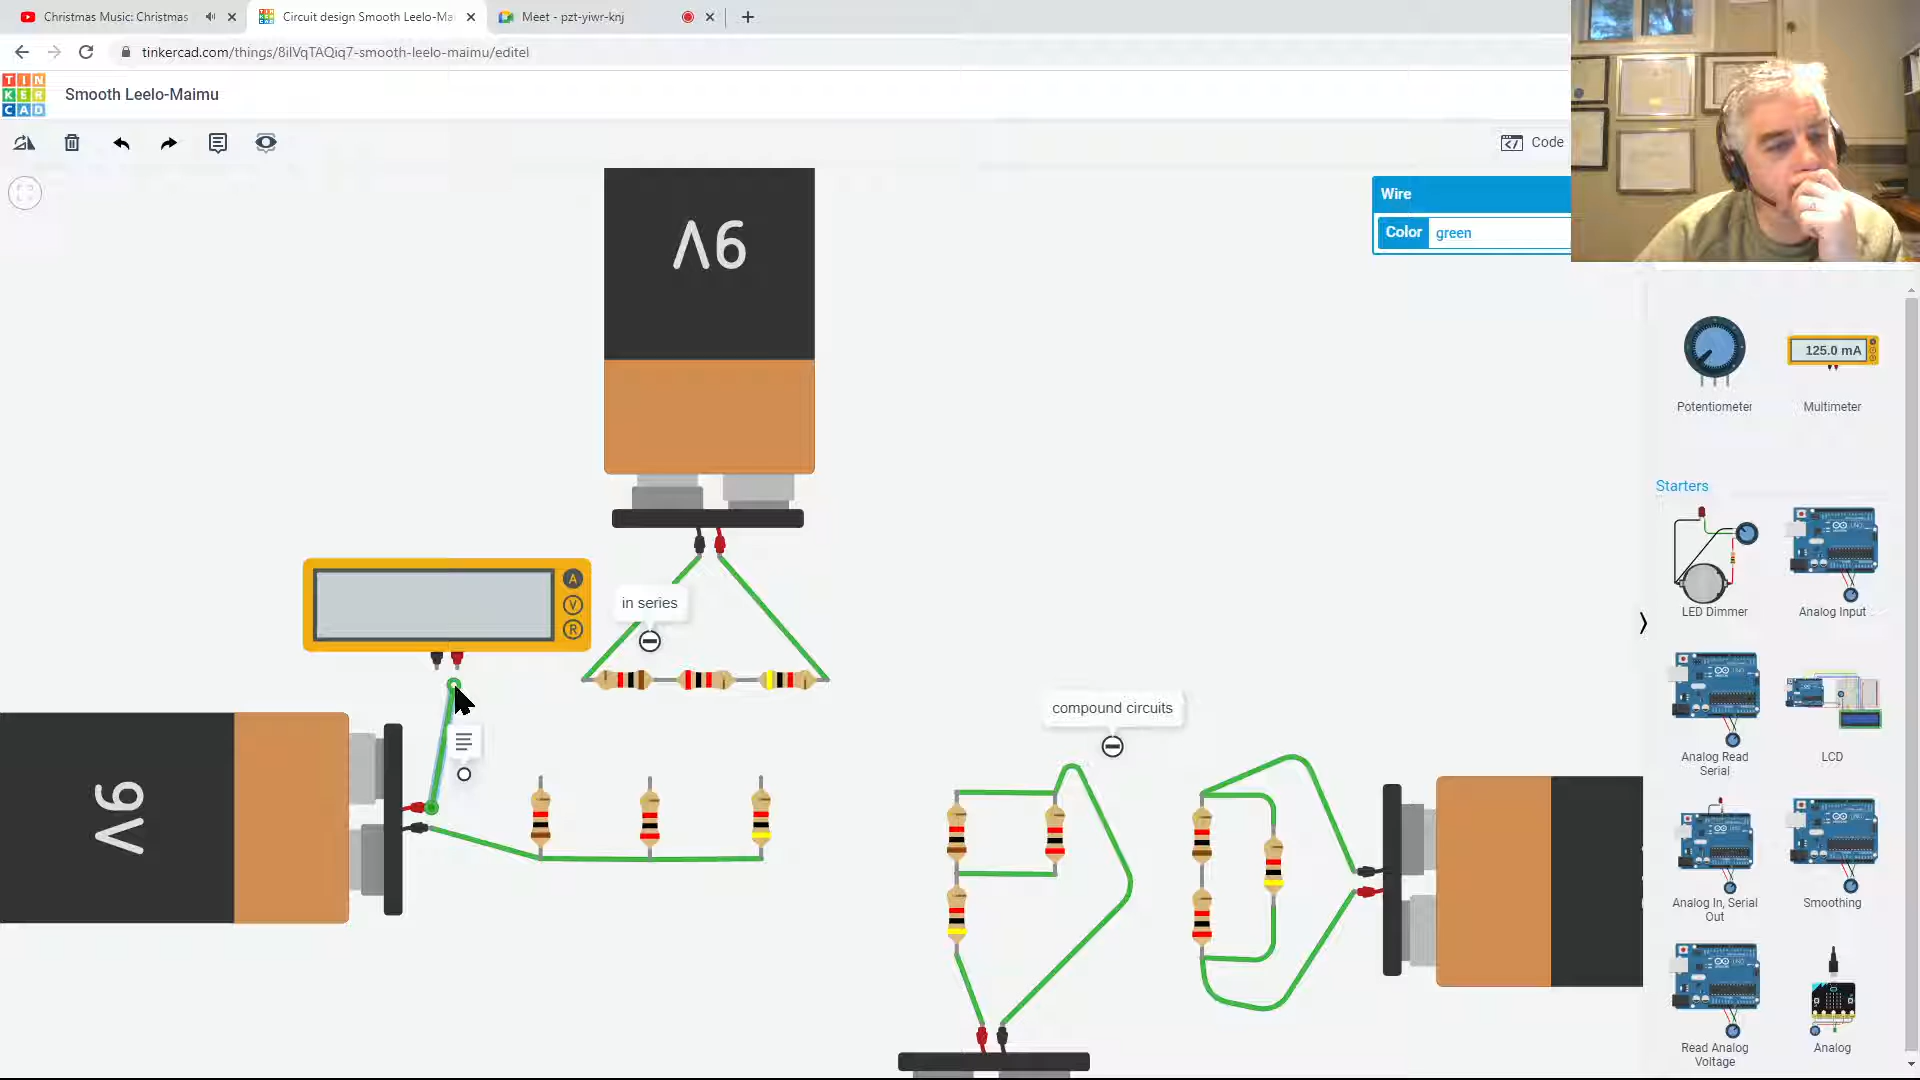 Christmas Music: Christmas
Circuit design Smooth Leelo-Ma
Meet - pzt-yiwr-knj
tinkercad.com/things/8ilVqTAQiq7-smooth-leelo-maimu/editel
TIN
KER
CAD
Smooth Leelo-Maimu
Code
9V
Wire
Color green
125.0 mA
Potentiometer
Multimeter
Starters
LED Dimmer
Analog Input
A
V
R
in series
compound circuits
9V
Analog Read
Serial
LCD
Analog In, Serial
Out
Smoothing
Read Analog
Voltage
Analog